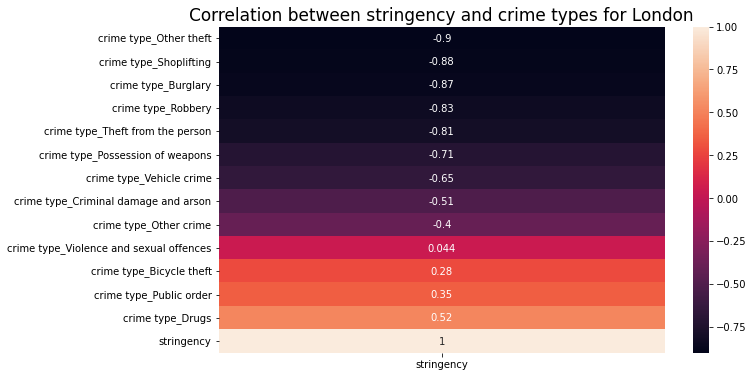 Correlation between stringency and crime types for London
crime type_Other theft -0.9
crime type_Shoplifting -0.88
crime type_Burglary -0.87
crime type_Robbery -0.83
crime type_Theft from the person -0.81
crime type_Possession of weapons -0.71
crime type_Vehicle crime -0.65
crime type_Criminal damage and arson -0.51
crime type_Other crime -0.4
crime type_Violence and sexual offences 0.044
crime type_Bicycle theft 0.28
crime type_Public order 0.35
crime type_Drugs 0.52
stringency 1
stringency
1.00
0.75
0.50
0.25
0.00
-0.25
-0.50
-0.75